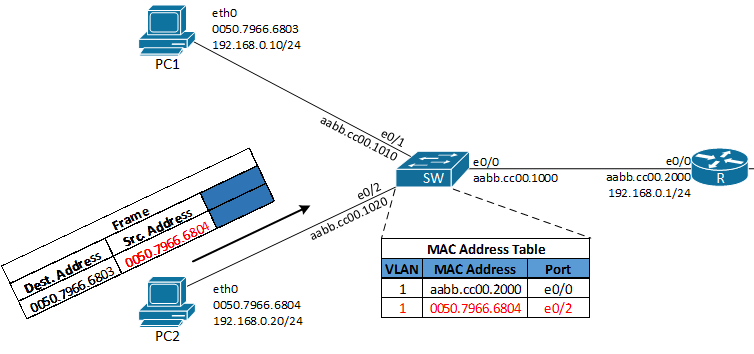 eth0
0050.7966.6803
192.168.0.10/24
PC1
e0/1
aabb.cc00.1010
e0/0
aabb.cc00.1000
SW
e0/0
aabb.cc00.2000
192.168.0.1/24
R
e0/2
aabb.cc00.1020
Frame
Dest. Address Src. Address
0050.7966.6803 0050.7966.6804
eth0
0050.7966.6804
192.168.0.20/24
PC2
MAC Address Table
VLAN MAC Address Port
1 aabb.cc00.2000 e0/0
1 0050.7966.6804 e0/2